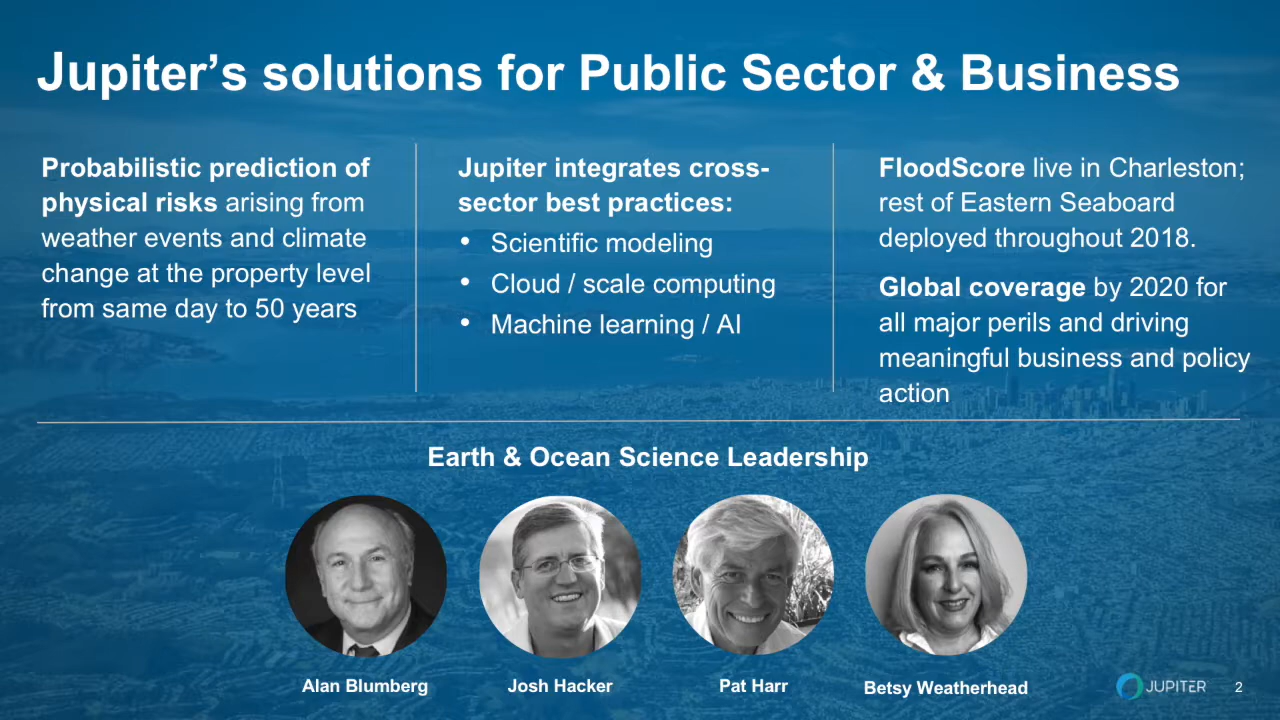 Jupiter’s solutions for Public Sector & Business
Probabilistic prediction of
physical risks arising from
weather events and climate
change at the property level
from same day to 50 years
Jupiter integrates cross-
sector best practices:
• Scientific modeling
• Cloud / scale computing
• Machine learning / AI
FloodScore live in Charleston;
rest of Eastern Seaboard
deployed throughout 2018.
Global coverage by 2020 for
all major perils and driving
meaningful business and policy
action
Earth & Ocean Science Leadership
Alan Blumberg
Josh Hacker
Pat Harr
Betsy Weatherhead
JUPITER
2